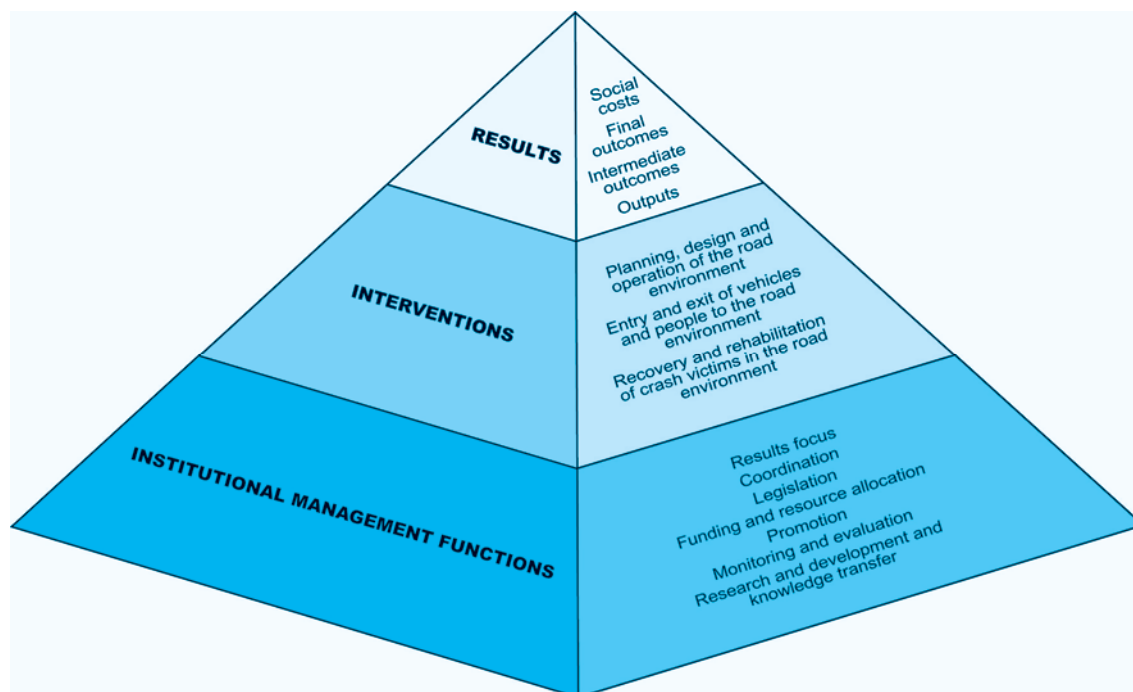 RESULTS
Social
costs
Final
outcomes
Intermediate
outcomes
Outputs
INTERVENTIONS
Planning, design and
operation of the road
environment
Entry and exit of vehicles
and people to the road
environment
Recovery and rehabilitation
of crash victims in the road
environment
INSTITUTIONAL MANAGEMENT FUNCTIONS
Results focus
Coordination
Legislation
Funding and resource allocation
Promotion
Monitoring and evaluation
Research and development and
knowledge transfer